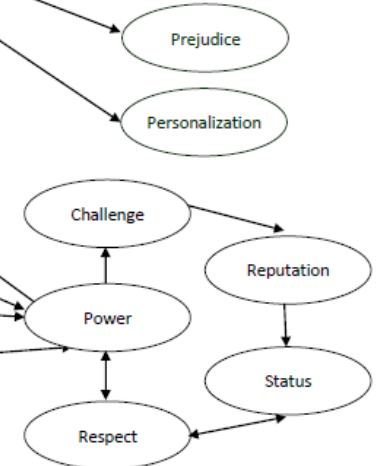 Prejudice
Personalization
Challenge
Reputation
Power
Status
Respect